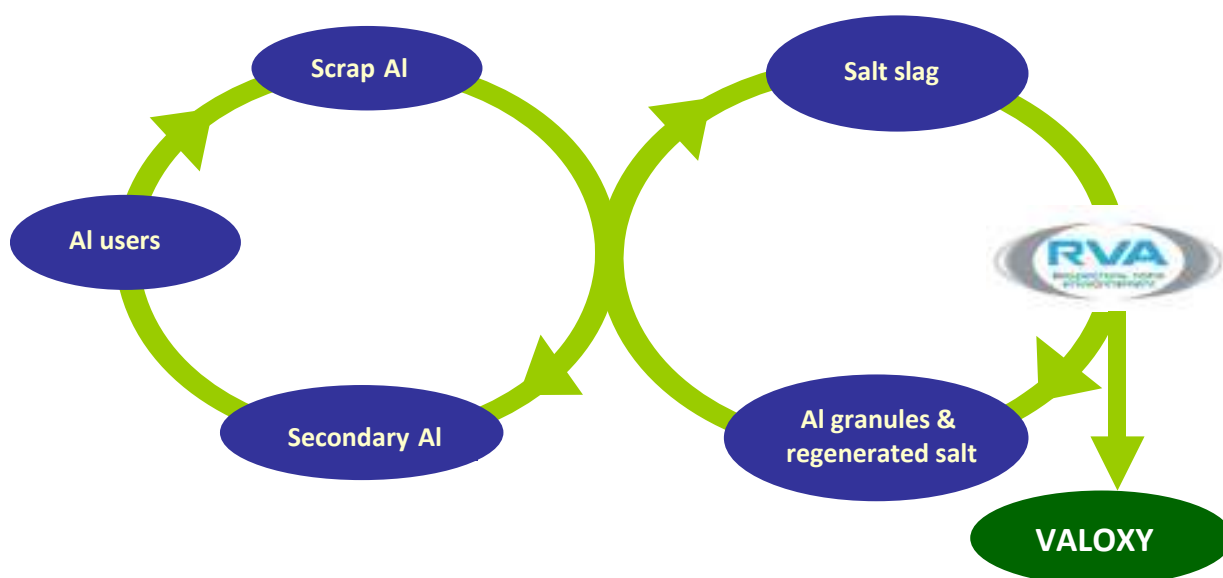 Scrap Al
Salt slag
Al users
RVA
Secondary Al
Al granules &
regenerated salt
VALOXY